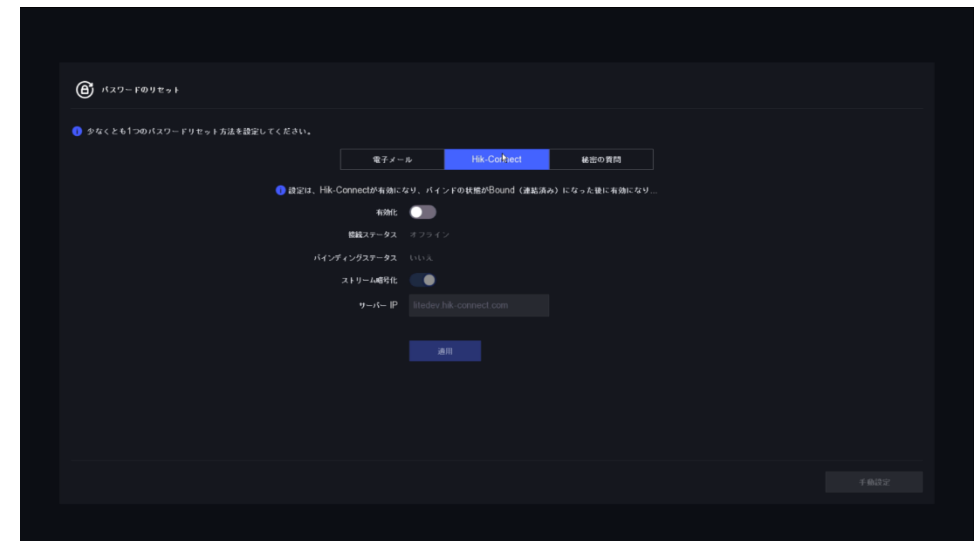 パスワードのリセット
少なくとも1つのパスワードリセット方法を設定してください。
電子メール Hik-Connect 秘密の質問
設定は、Hik-Connectが有効になり、バインドの状態がBound（連結済み）になった後に有効になり...
有効化
接続ステータス オフライン
バインディングステータス いいえ
ストリーム暗号化
サーバー IP litedev.hik-connect.com
適用
手動設定